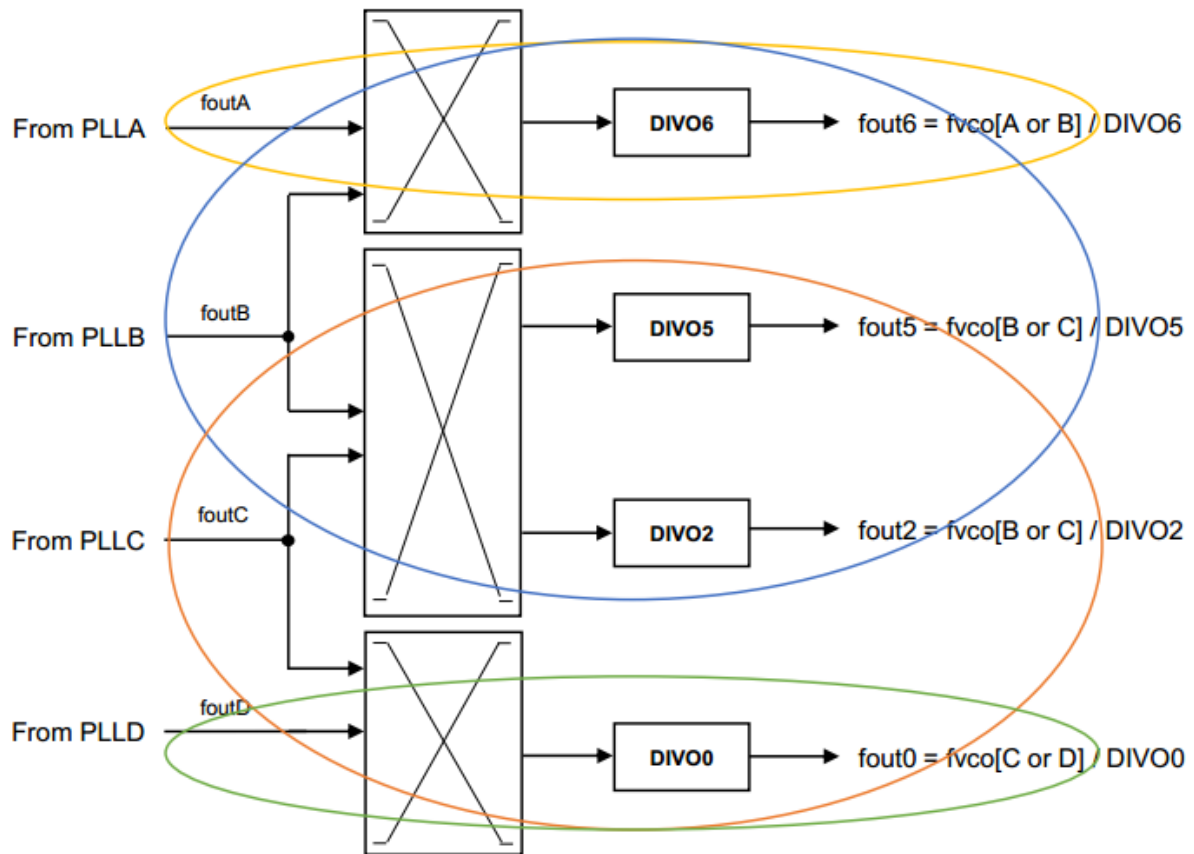 foutA
From PLLA
DIVO6
fout6 = fvco[A or B] / DIVO6
foutB
From PLLB
DIVO5
fout5 = fvco[B or C] / DIVO5
foutC
From PLLC
DIVO2
fout2 = fvco[B or C] / DIVO2
foutD
From PLLD
DIVO0
fout0 = fvco[C or D] / DIVO0